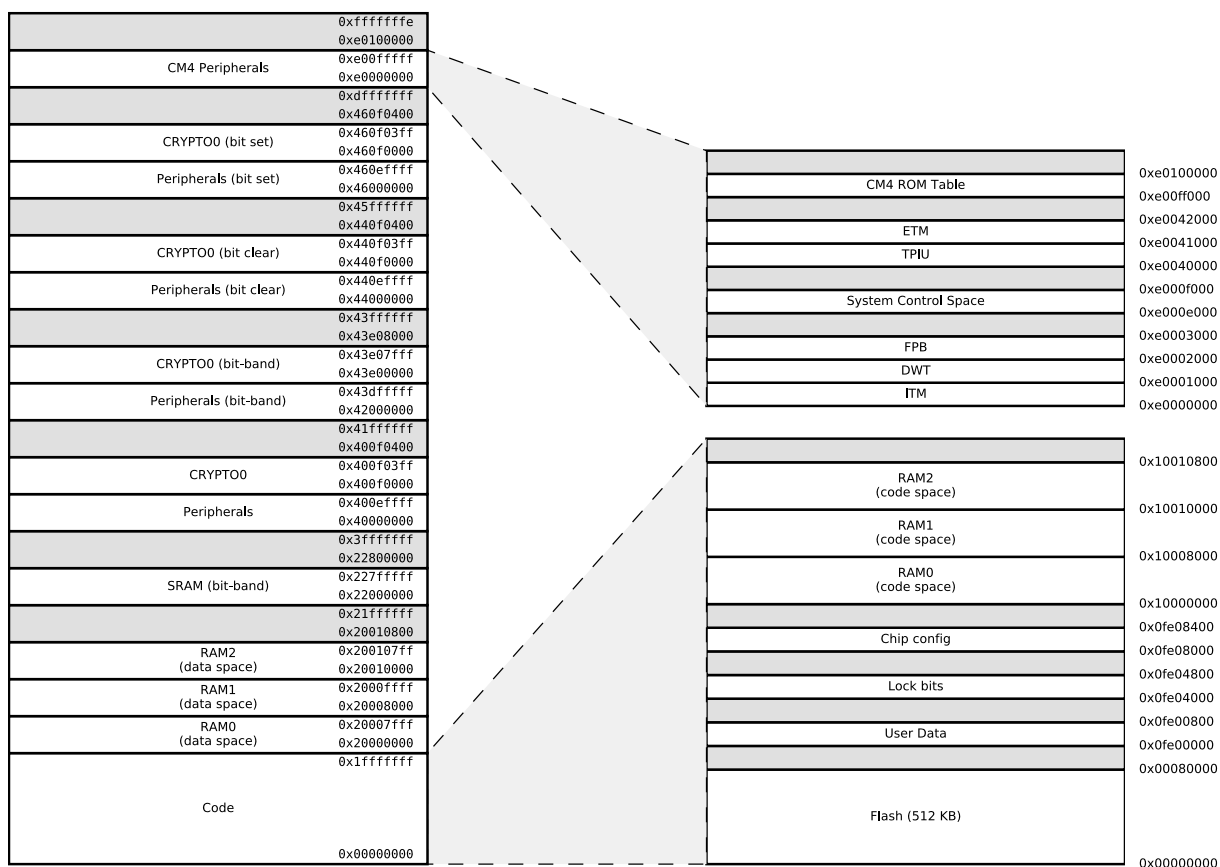 0xfffffffe
0xe0100000
CM4 Peripherals
0xe00fffff
0xe0000000
0xdfffffff
0x460f0400
CRYPTO0 (bit set)
0x460f03ff
0x460f0000
Peripherals (bit set)
0x460effff
0x46000000
0x45ffffff
0x440f0400
CRYPTO0 (bit clear)
0x440f03ff
0x440f0000
Peripherals (bit clear)
0x440effff
0x44000000
0x43ffffff
0x43e08000
CRYPTO0 (bit-band)
0x43e07fff
0x43e00000
Peripherals (bit-band)
0x43dfffff
0x42000000
0x41ffffff
0x400f0400
CRYPTO0
0x400f03ff
0x400f0000
Peripherals
0x400effff
0x40000000
0x3fffffff
0x22800000
SRAM (bit-band)
0x227fffff
0x22000000
0x21ffffff
0x20010800
RAM2
(data space)
0x200107ff
0x20010000
RAM1
(data space)
0x2000ffff
0x20008000
RAM0
(data space)
0x20007fff
0x20000000
0x1fffffff
Code
0x00000000
0xe0100000
CM4 ROM Table
0xe00ff000
0xe0042000
ETM
0xe0041000
TPIU
0xe0040000
0xe000f000
System Control Space
0xe000e000
0xe0003000
FPB
0xe0002000
DWT
0xe0001000
ITM
0xe0000000
0x10010800
RAM2
(code space)
0x10010000
RAM1
(code space)
0x10008000
RAM0
(code space)
0x10000000
0x0fe08400
Chip config
0x0fe08000
0x0fe04800
Lock bits
0x0fe04000
0x0fe00800
User Data
0x0fe00000
0x00080000
Flash (512 KB)
0x00000000